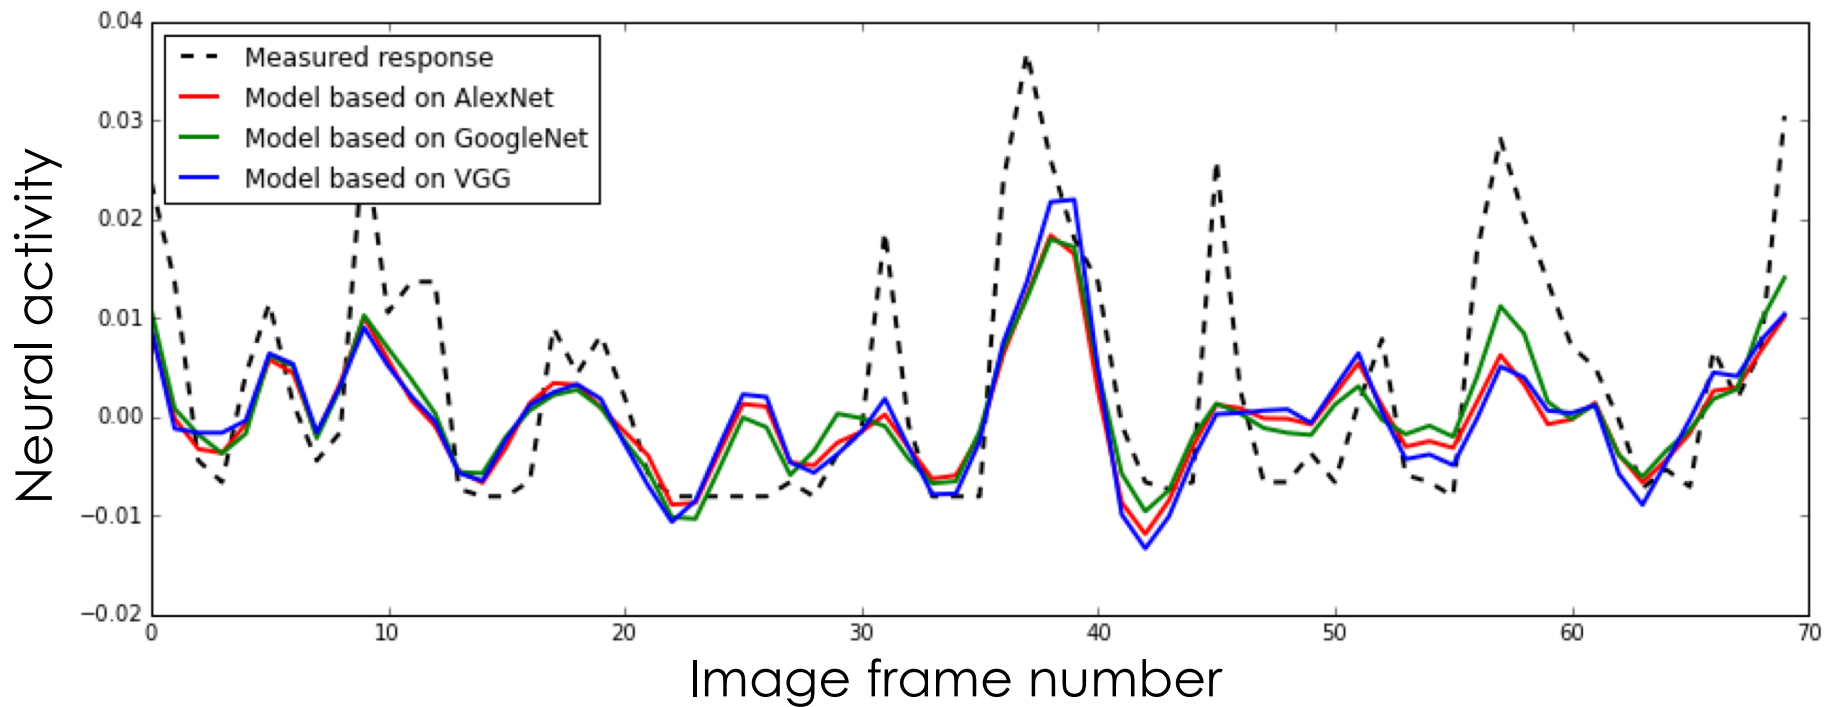 0.04
0.03
0.02
0.01
0.00
−0.01
−0.02
Neural activity
Measured response
Model based on AlexNet
Model based on GoogleNet
Model based on VGG
0 10 20 30 40 50 60 70
Image frame number